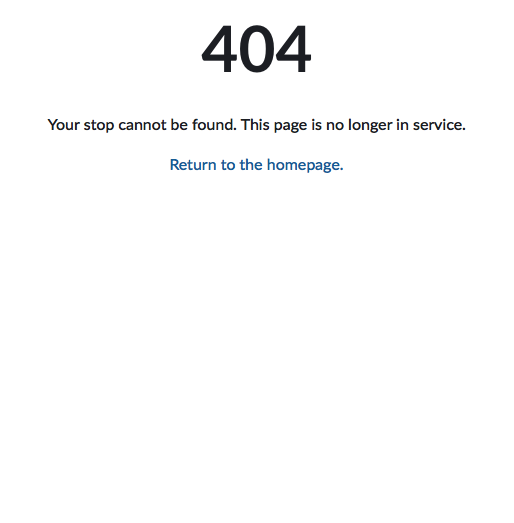 404
Your stop cannot be found. This page is no longer in service.
Return to the homepage.